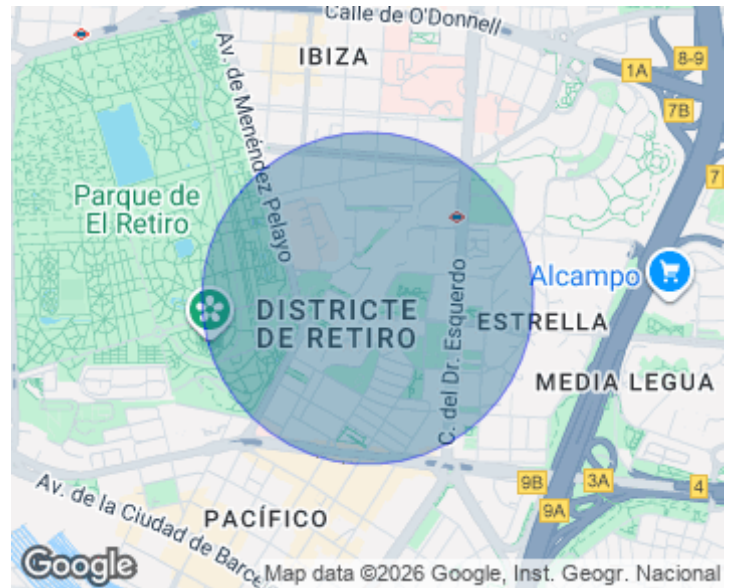 Calle de O'Donnell
IBIZA
8-9
1A
7B
Av. de Menéndez Pelayo
7
Parque de
El Retiro
Alcampo
DISTRICTE
DE RETIRO
C. del Dr. Esquerdo
ESTRELLA
MEDIA LEGUA
9B
3A
4
9A
Av. de la Ciudad de Barce
PACÍFICO
Google
Map data ©2026 Google, Inst. Geogr. Nacional